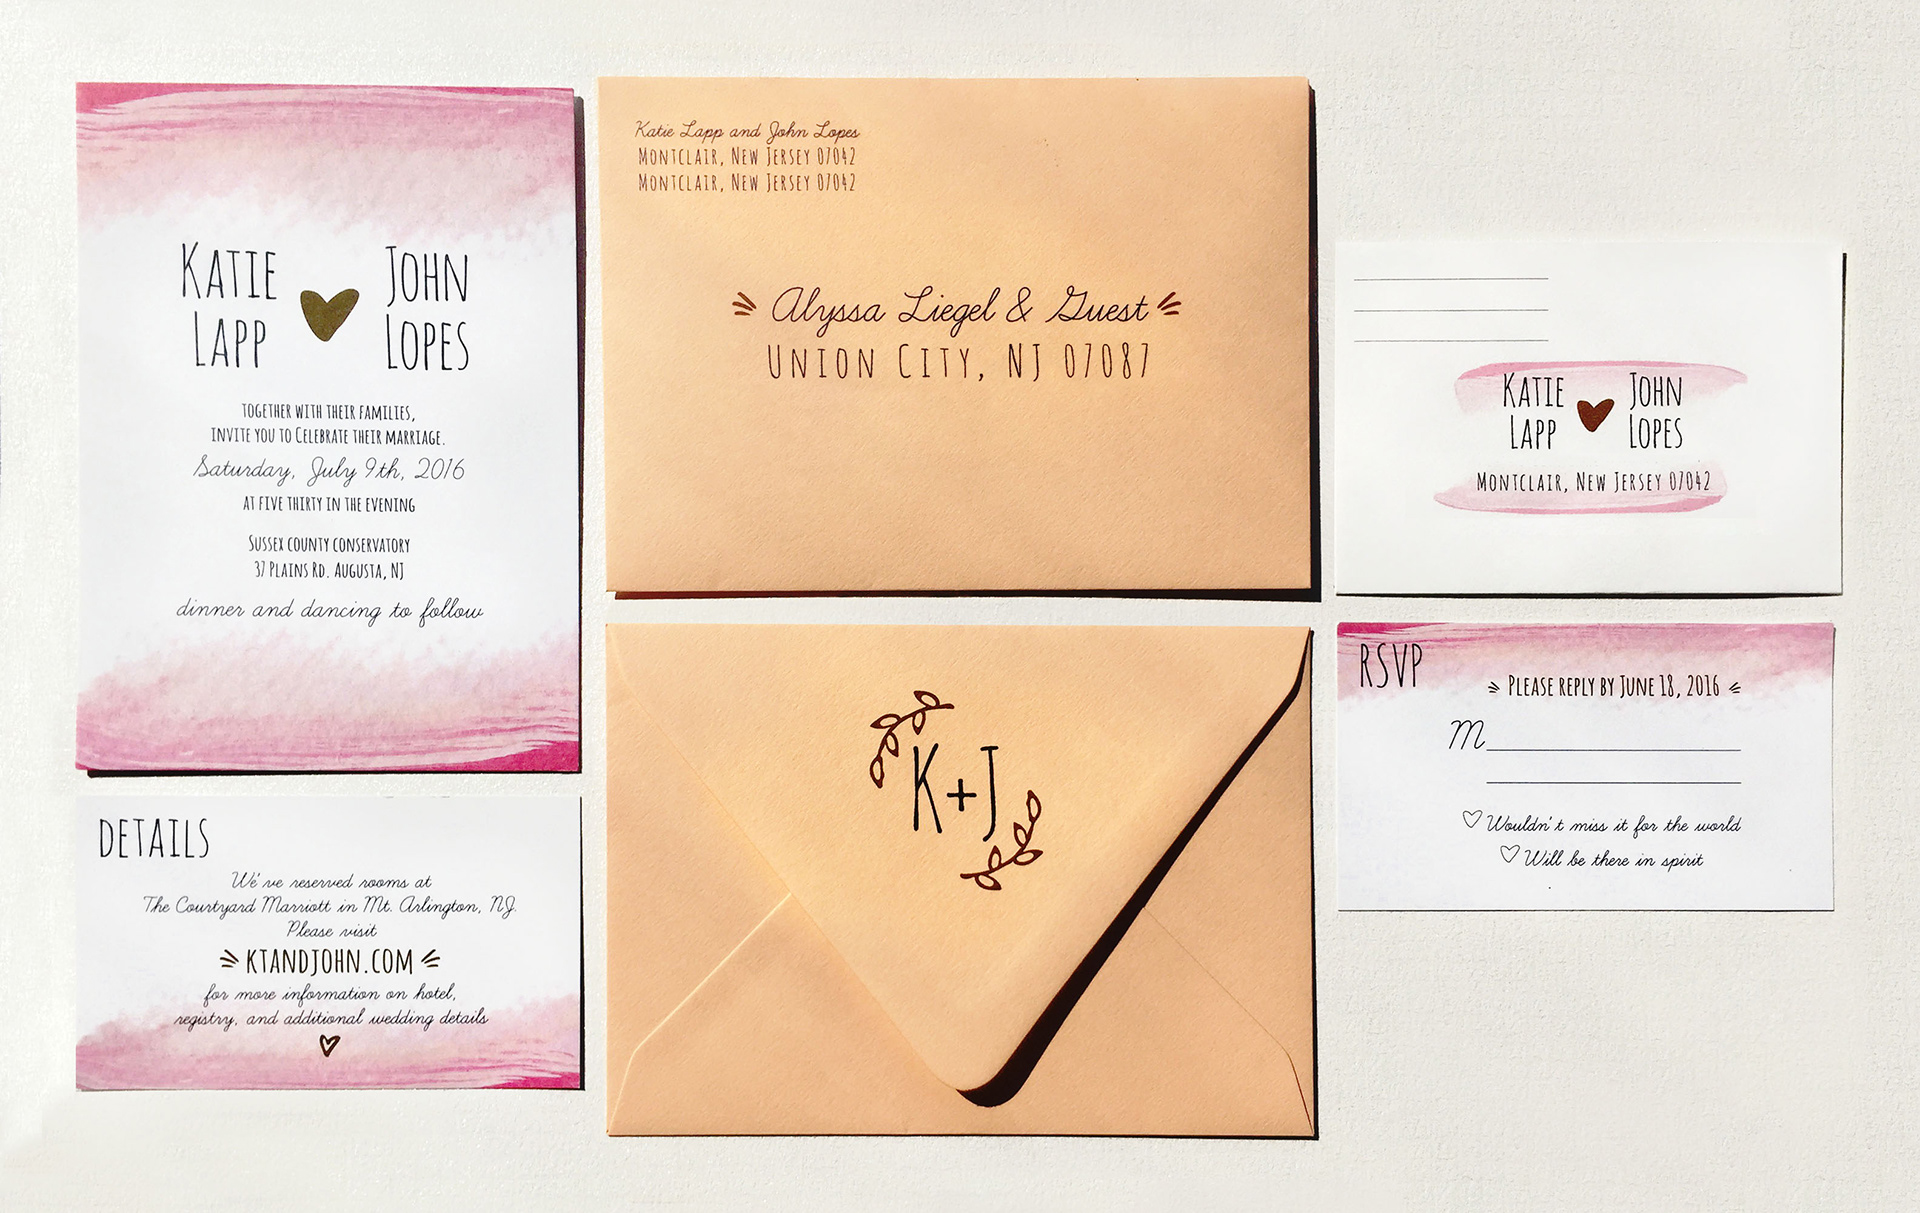 KATIE LAPP
JOHN LOPES
TOGETHER WITH THEIR FAMILIES,
INVITE YOU TO CELEBRATE THEIR MARRIAGE.
Saturday, July 9th, 2016
AT FIVE THIRTY IN THE EVENING
SUSSEX COUNTY CONSERVATORY
37 PLAINS RD. AUGUSTA, NJ
dinner and dancing to follow
DETAILS
We've reserved rooms at
The Courtyard Marriott in Mt. Arlington, NJ.
Please visit
KTANDJOHN.COM
for more information on hotel,
registry, and additional wedding details
Katie Lapp and John Lopes
MONTCLAIR, NEW JERSEY 07042
MONTCLAIR, NEW JERSEY 07042
Alyssa Liegel & Guest
UNION CITY, NJ 07087
K+J
KATIE LAPP
JOHN LOPES
MONTCLAIR, NEW JERSEY 07042
RSVP
PLEASE REPLY BY JUNE 18, 2016
M
Wouldn't miss it for the world
Will be there in spirit